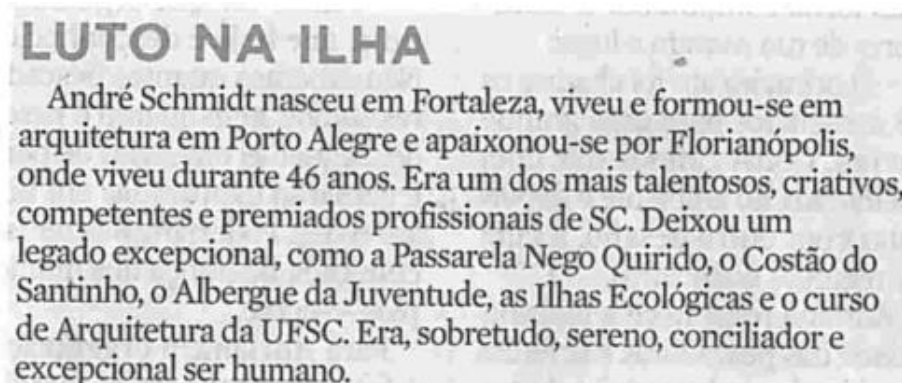 LUTO NA ILHA
André Schmidt nasceu em Fortaleza, viveu e formou-se em
arquitetura em Porto Alegre e apaixonou-se por Florianópolis,
onde viveu durante 46 anos. Era um dos mais talentosos, criativos,
competentes e premiados profissionais de SC. Deixou um
legado excepcional, como a Passarela Nego Quirido, o Costão do
Santinho, o Albergue da Juventude, as Ilhas Ecológicas e o curso
de Arquitetura da UFSC. Era, sobretudo, sereno, conciliador e
excepcional ser humano.